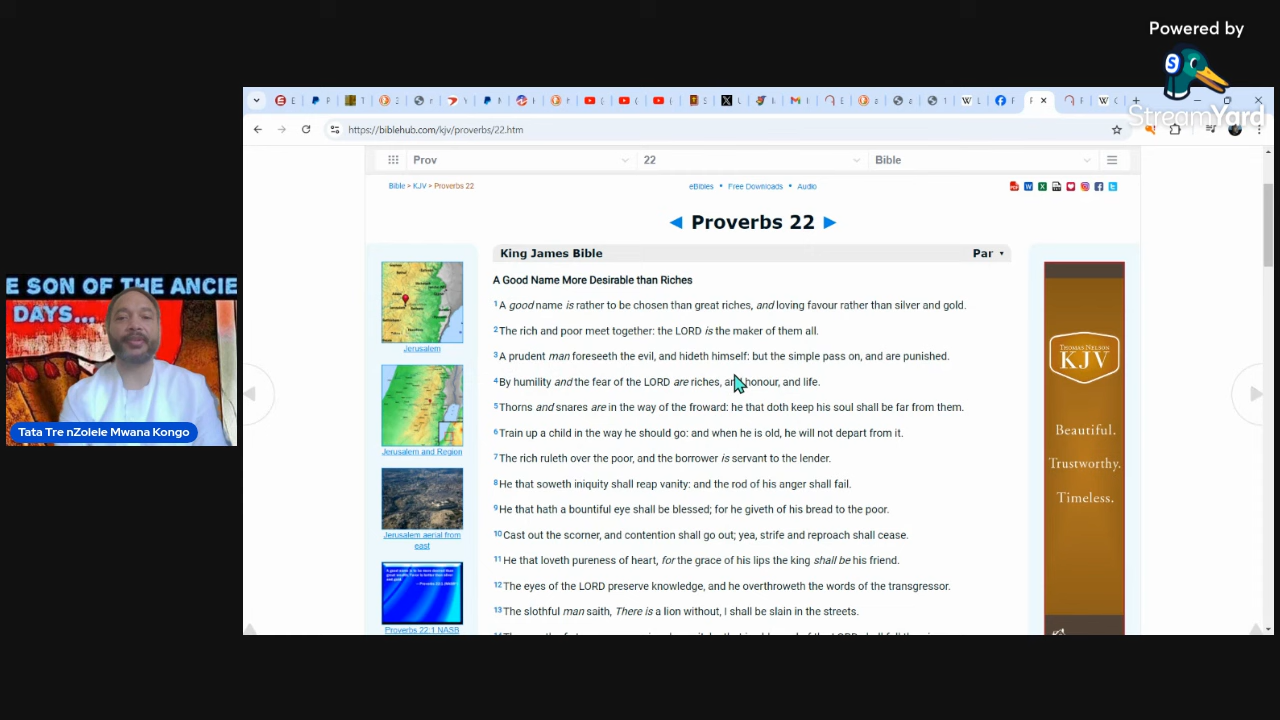 Powered by
StreamYard
https://biblehub.com/kjv/proverbs/22.htm
Prov
22
Bible
Bible > KJV > Proverbs 22
eBibles • Free Downloads • Audio
◄ Proverbs 22 ►
King James Bible
Par ▾
A Good Name More Desirable than Riches
1 A good name is rather to be chosen than great riches, and loving favour rather than silver and gold.
2 The rich and poor meet together: the LORD is the maker of them all.
3 A prudent man foreseeth the evil, and hideth himself: but the simple pass on, and are punished.
4 By humility and the fear of the LORD are riches, and honour, and life.
5 Thorns and snares are in the way of the froward: he that doth keep his soul shall be far from them.
6 Train up a child in the way he should go: and when he is old, he will not depart from it.
7 The rich ruleth over the poor, and the borrower is servant to the lender.
8 He that soweth iniquity shall reap vanity: and the rod of his anger shall fail.
9 He that hath a bountiful eye shall be blessed; for he giveth of his bread to the poor.
10 Cast out the scorner, and contention shall go out; yea, strife and reproach shall cease.
11 He that loveth pureness of heart, for the grace of his lips the king shall be his friend.
12 The eyes of the LORD preserve knowledge, and he overthroweth the words of the transgressor.
13 The slothful man saith, There is a lion without, I shall be slain in the streets.
Jerusalem
Jerusalem and Region
Jerusalem aerial from
east
Proverbs 22:1 NASB
THOMAS NELSON
KJV
Beautiful.
Trustworthy.
Timeless.
E SON OF THE ANCIE
DAYS...
Tata Tre nZolele Mwana Kongo